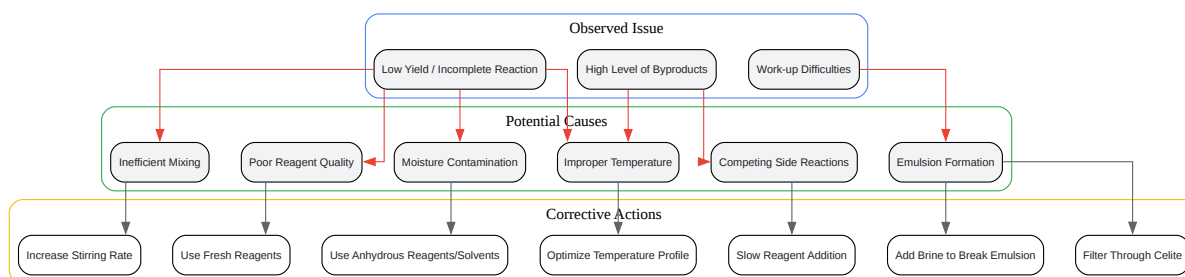 Observed Issue
Low Yield / Incomplete Reaction
High Level of Byproducts
Work-up Difficulties
Potential Causes
Inefficient Mixing
Poor Reagent Quality
Moisture Contamination
Improper Temperature
Competing Side Reactions
Emulsion Formation
Corrective Actions
Increase Stirring Rate
Use Fresh Reagents
Use Anhydrous Reagents/Solvents
Optimize Temperature Profile
Slow Reagent Addition
Add Brine to Break Emulsion
Filter Through Celite